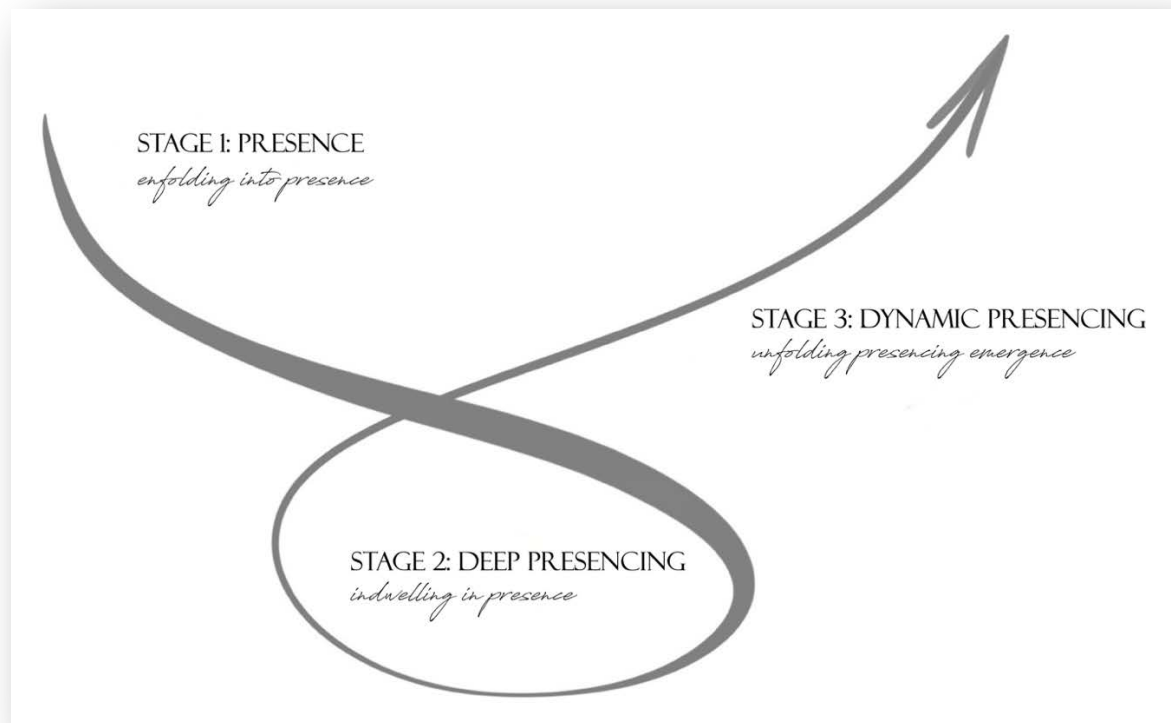 STAGE 1: PRESENCE
enfolding into presence
STAGE 3: DYNAMIC PRESENCING
unfolding presencing emergence
STAGE 2: DEEP PRESENCING
indwelling in presence